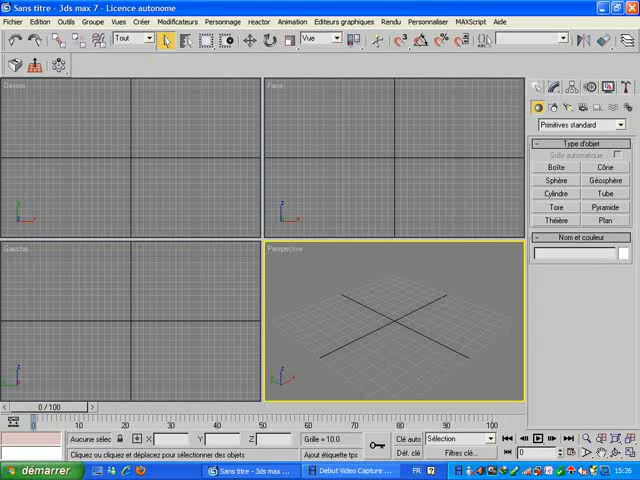 Sans titre - 3ds max 7 - Licence autonome
Fichier Edition Outils Groupe Vues Créer Modificateurs Personnage reactor Animation Editeurs graphiques Rendu Personnaliser MAXScript Aide
Tout
Vue
Dessus
Face
Gauche
Perspective
Primitives standard
Type d'objet
Grille automatique
Boîte Cône
Sphère Géosphère
Cylindre Tube
Tore Pyramide
Théière Plan
Nom et couleur
0 / 100
0 10 20 30 40 50 60 70 80 90 100
Aucune sélec X Y Z Grille = 10.0 Clé auto Sélection
Cliquez ou cliquez et déplacez pour sélectionner des objets Ajout étiquette tps Déf. clé Filtres clé... 0
démarrer Sans titre - 3ds max ... Debut Video Capture ... FR 15:26